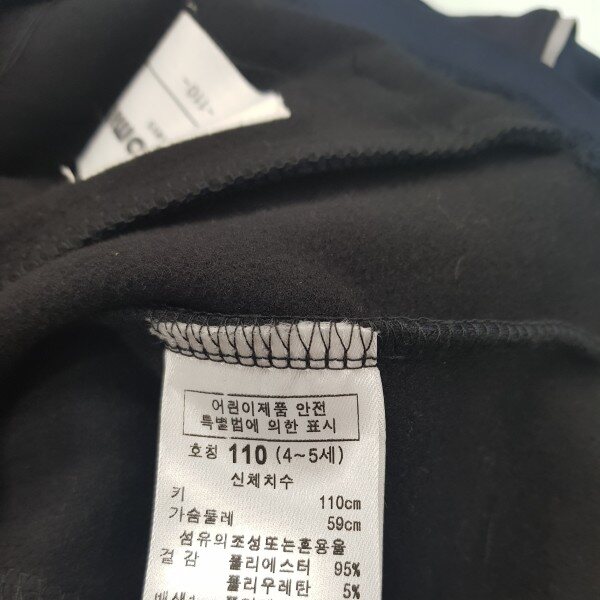 -110-
어린이제품 안전
특별법에 의한 표시
호칭 110 (4~5세)
신체치수
키 110cm
가슴둘레 59cm
섬유의조성또는혼용율
겉감 폴리에스터 95%
폴리우레탄 5%